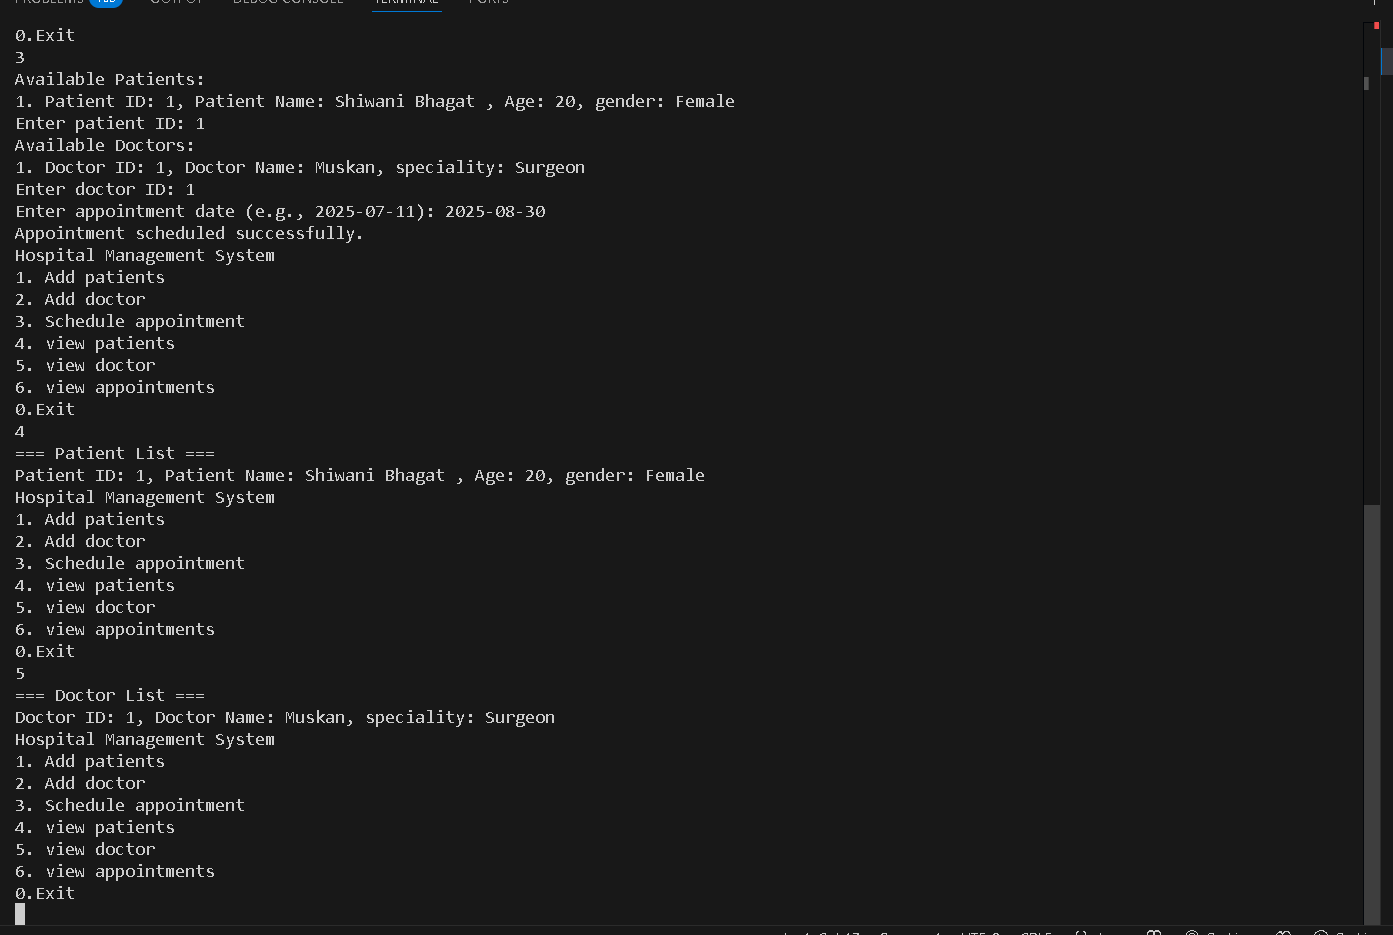 PROBLEMS OUTPUT DEBUG CONSOLE TERMINAL PORTS
0.Exit
3
Available Patients:
1. Patient ID: 1, Patient Name: Shiwani Bhagat , Age: 20, gender: Female
Enter patient ID: 1
Available Doctors:
1. Doctor ID: 1, Doctor Name: Muskan, speciality: Surgeon
Enter doctor ID: 1
Enter appointment date (e.g., 2025-07-11): 2025-08-30
Appointment scheduled successfully.
Hospital Management System
1. Add patients
2. Add doctor
3. Schedule appointment
4. view patients
5. view doctor
6. view appointments
0.Exit
4
=== Patient List ===
Patient ID: 1, Patient Name: Shiwani Bhagat , Age: 20, gender: Female
Hospital Management System
1. Add patients
2. Add doctor
3. Schedule appointment
4. view patients
5. view doctor
6. view appointments
0.Exit
5
=== Doctor List ===
Doctor ID: 1, Doctor Name: Muskan, speciality: Surgeon
Hospital Management System
1. Add patients
2. Add doctor
3. Schedule appointment
4. view patients
5. view doctor
6. view appointments
0.Exit